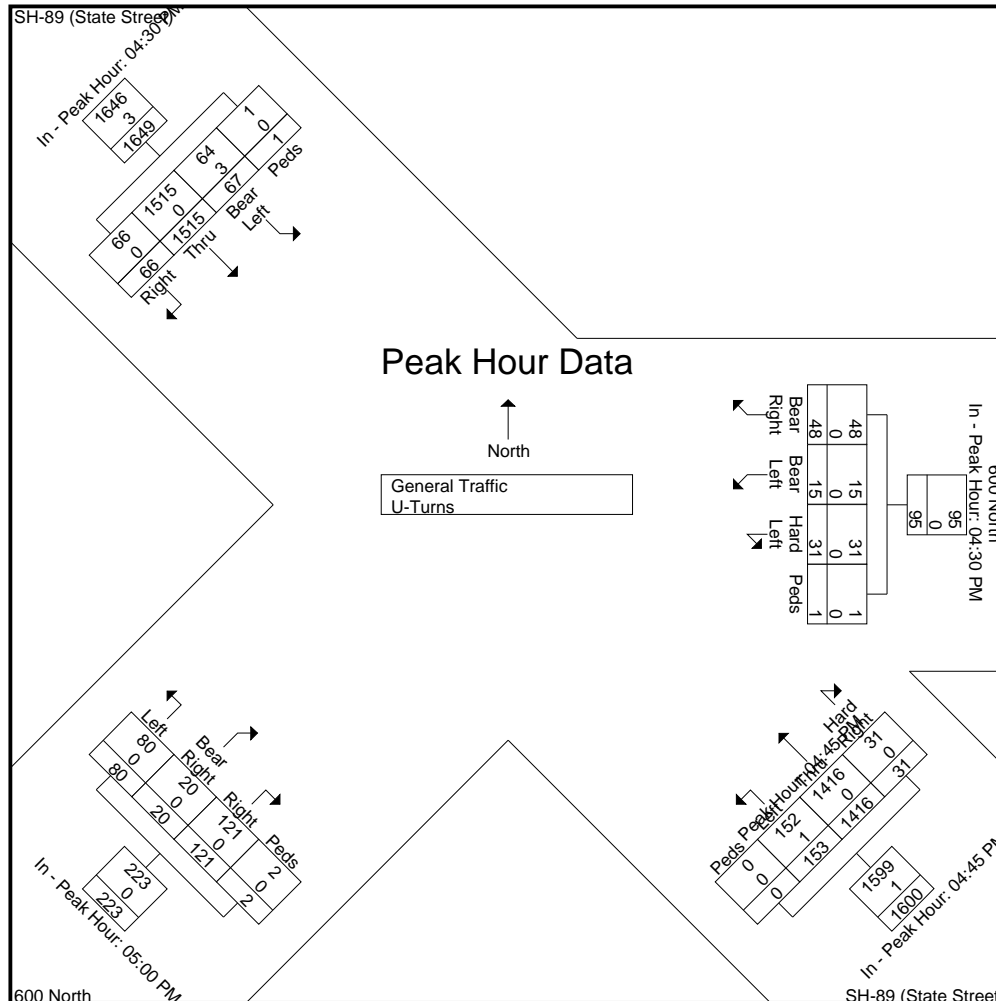 SH-89 (State Street)
In - Peak Hour: 04:30 PM
1646
3
1649
66 1515 64 1
0 0 3 0
66 1515 67 1
Right Thru Bear Left Peds
Peak Hour Data
North
General Traffic
U-Turns
600 North
In - Peak Hour: 04:30 PM
95
0
95
48 0 48
15 0 15
31 0 31
1 0 1
Bear Right
Bear Left
Hard Left
Peds
Left Bear Right Right Peds
80 20 121 2
0 0 0 0
80 20 121 2
223
0
223
In - Peak Hour: 05:00 PM
600 North
Peds Left Thru Hard Right
Peak Hour: 04:45 PM
0 152 1416 31
0 1 0 0
0 153 1416 31
1599
1
1600
In - Peak Hour: 04:45 PM
SH-89 (State Street